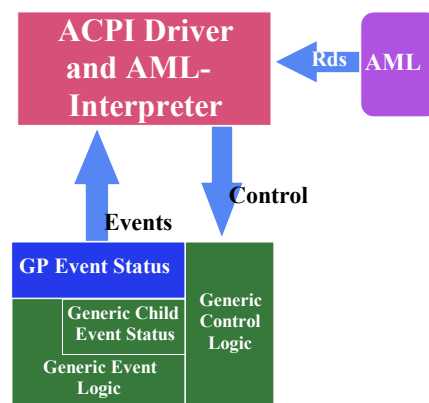 ACPI Driver
and AML-
Interpreter
Rds
AML
Control
Events
GP Event Status
Generic Child
Event Status
Generic Event
Logic
Generic
Control
Logic